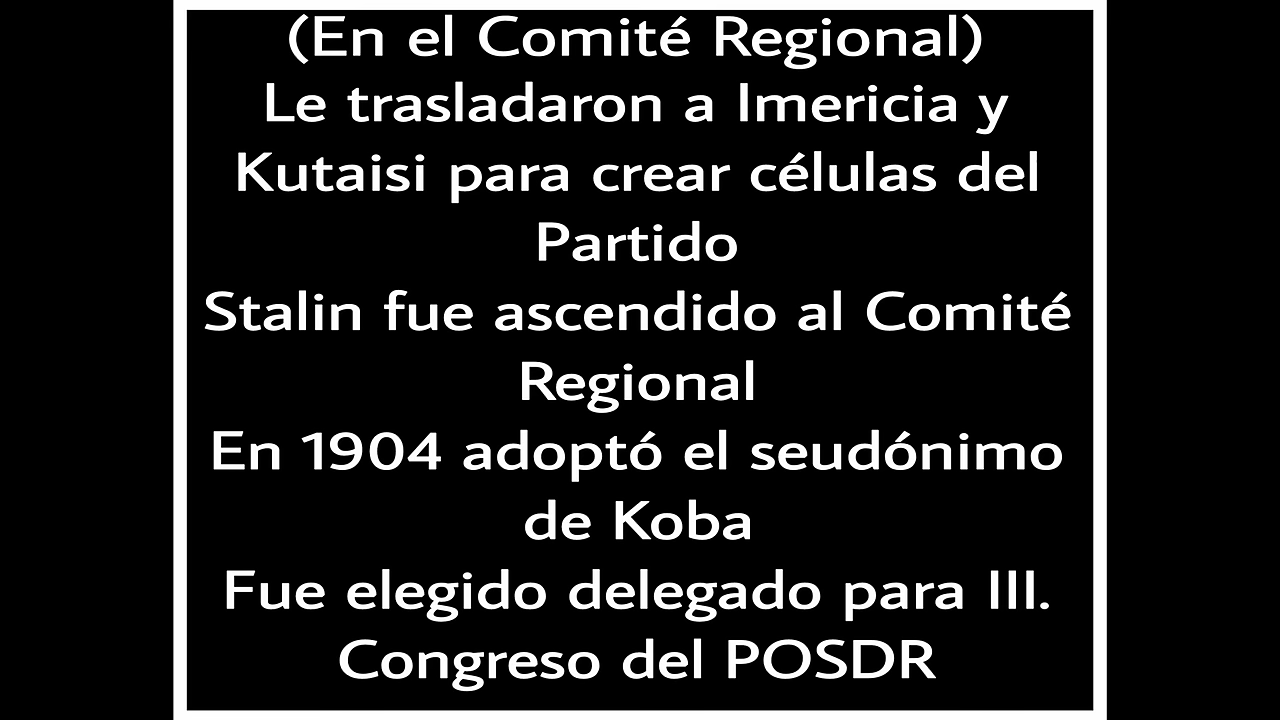 (En el Comité Regional)
Le trasladaron a Imericia y
Kutaisi para crear células del
Partido
Stalin fue ascendido al Comité
Regional
En 1904 adoptó el seudónimo
de Koba
Fue elegido delegado para III.
Congreso del POSDR